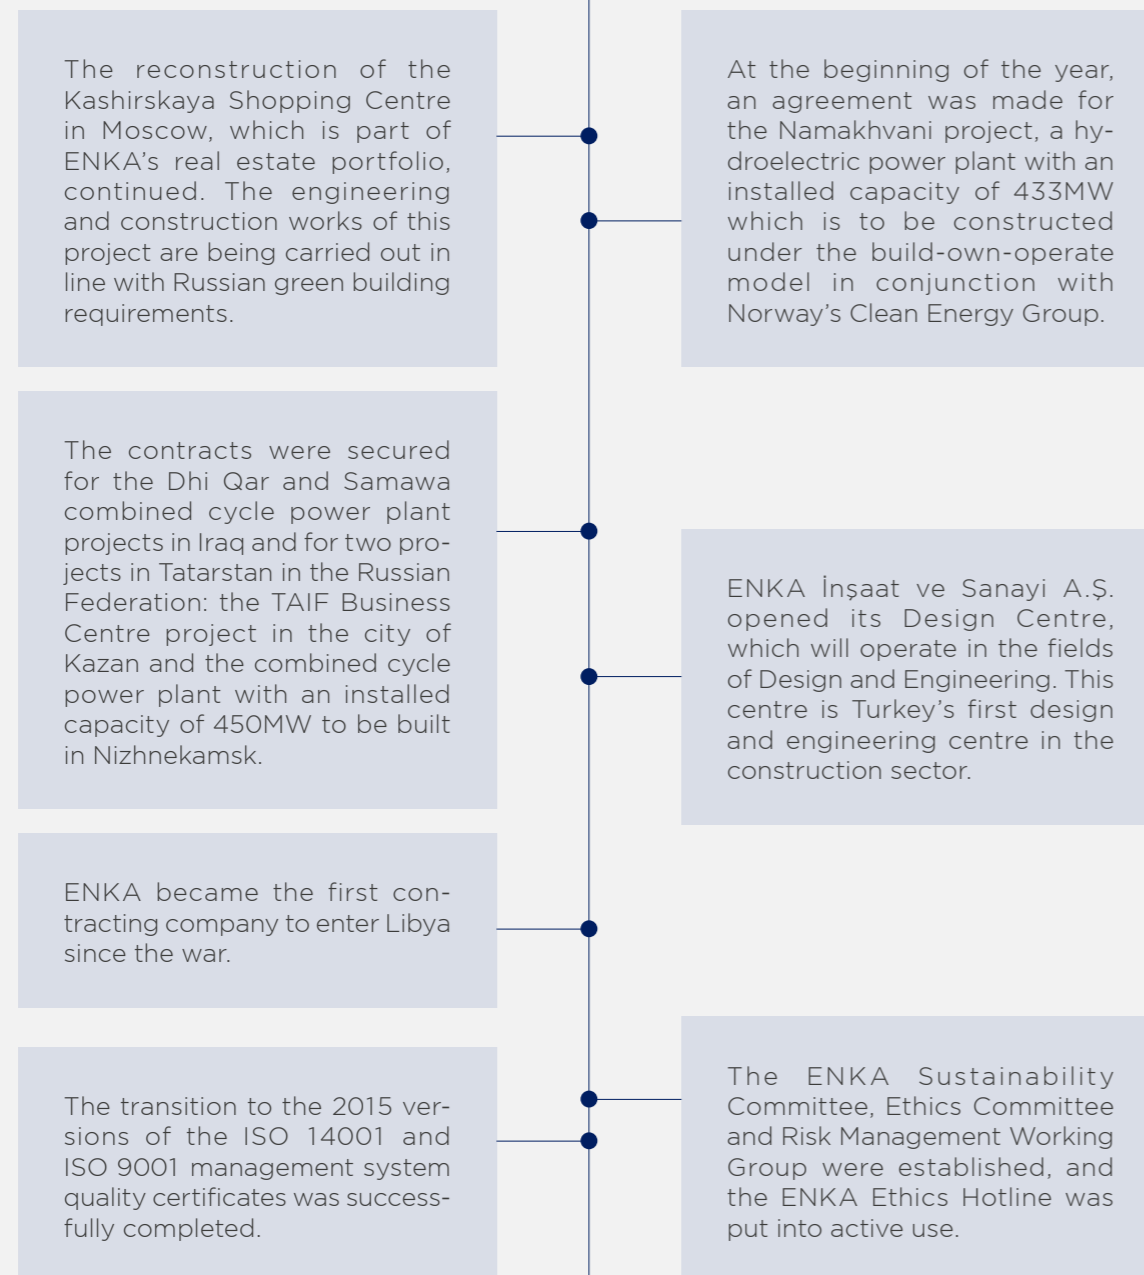 The reconstruction of the
Kashirskaya Shopping Centre
in Moscow, which is part of
ENKA’s real estate portfolio,
continued. The engineering
and construction works of this
project are being carried out in
line with Russian green building
requirements.
At the beginning of the year,
an agreement was made for
the Namakhvani project, a hy-
droelectric power plant with an
installed capacity of 433MW
which is to be constructed
under the build-own-operate
model in conjunction with
Norway’s Clean Energy Group.
The contracts were secured
for the Dhi Qar and Samawa
combined cycle power plant
projects in Iraq and for two pro-
jects in Tatarstan in the Russian
Federation: the TAIF Business
Centre project in the city of
Kazan and the combined cycle
power plant with an installed
capacity of 450MW to be built
in Nizhnekamsk.
ENKA İnşaat ve Sanayi A.Ş.
opened its Design Centre,
which will operate in the fields
of Design and Engineering. This
centre is Turkey’s first design
and engineering centre in the
construction sector.
ENKA became the first con-
tracting company to enter Libya
since the war.
The ENKA Sustainability
Committee, Ethics Committee
and Risk Management Working
Group were established, and
the ENKA Ethics Hotline was
put into active use.
The transition to the 2015 ver-
sions of the ISO 14001 and
ISO 9001 management system
quality certificates was success-
fully completed.